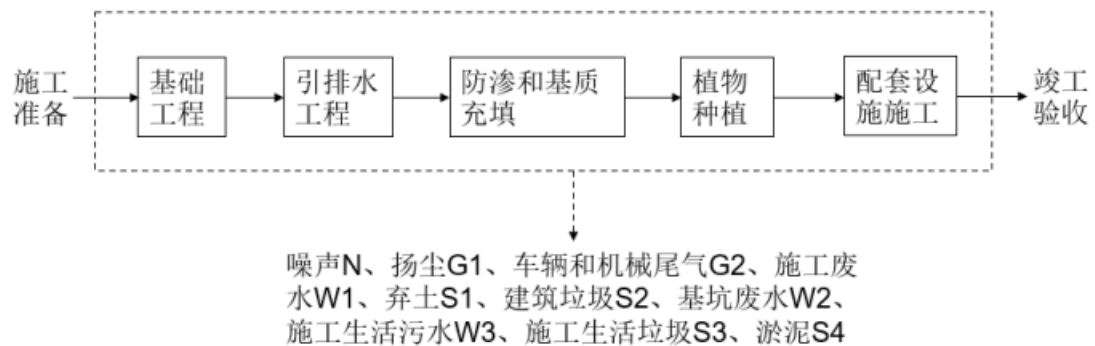 施工
准备
基础
工程
引排水
工程
防渗和基质
充填
植物
种植
配套设
施施工
竣工
验收
噪声N、扬尘G1、车辆和机械尾气G2、施工废
水W1、弃土S1、建筑垃圾S2、基坑废水W2、
施工生活污水W3、施工生活垃圾S3、淤泥S4